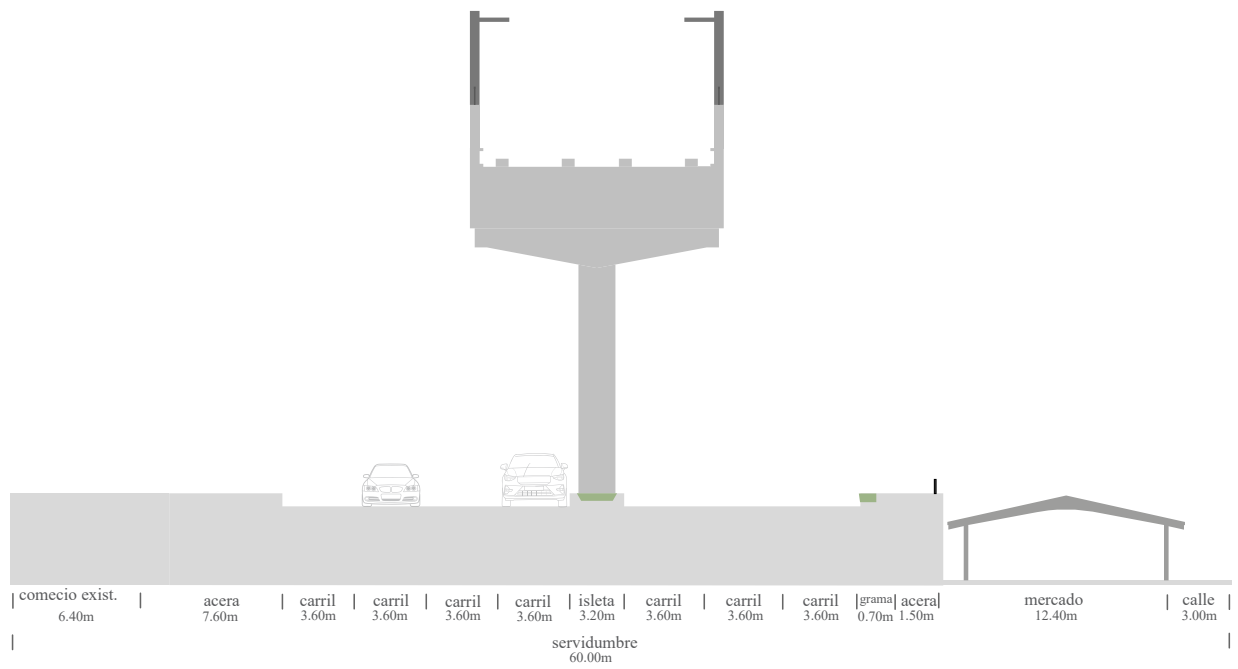 comecio exist.
6.40m
acera
7.60m
carril
3.60m
carril
3.60m
carril
3.60m
carril
3.60m
isleta
3.20m
carril
3.60m
carril
3.60m
carril
3.60m
grama
0.70m
acera
1.50m
mercado
12.40m
calle
3.00m
servidumbre
60.00m